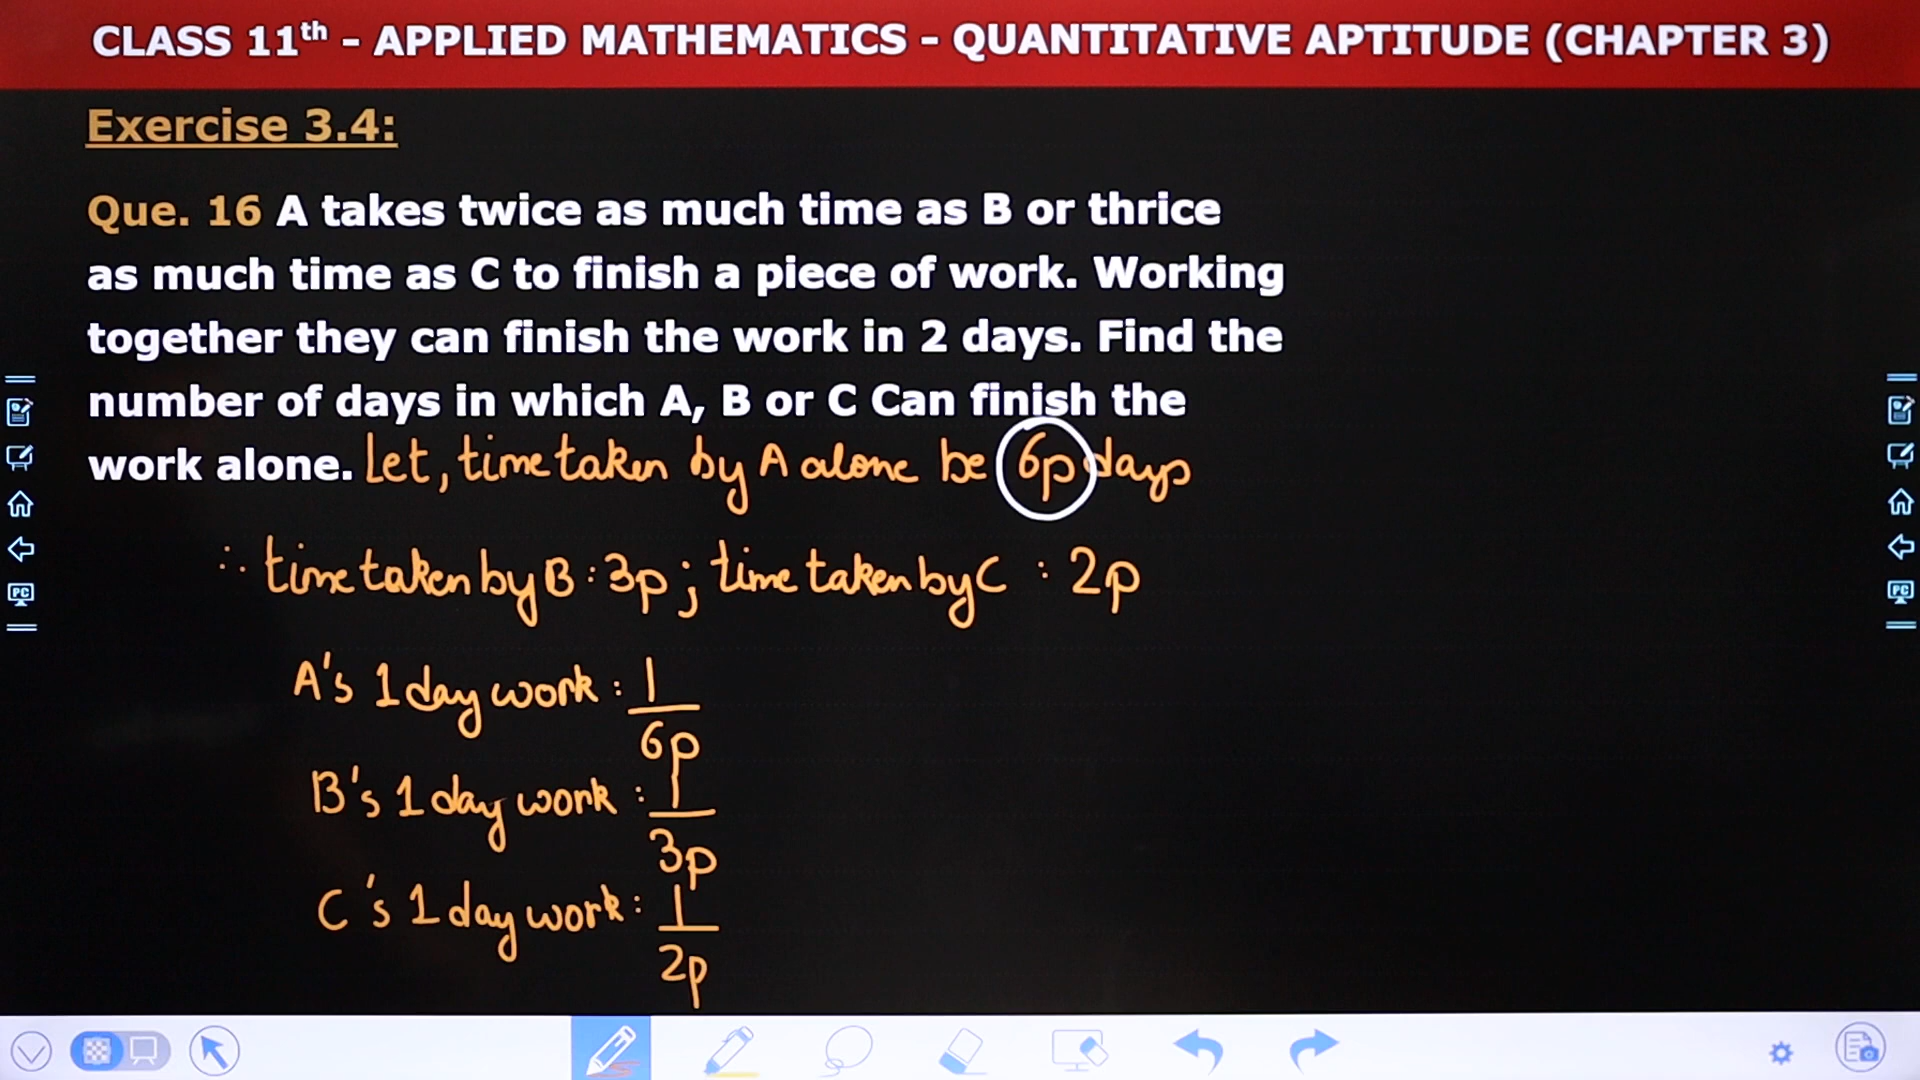 CLASS 11th - APPLIED MATHEMATICS - QUANTITATIVE APTITUDE (CHAPTER 3)
Exercise 3.4:
Que. 16 A takes twice as much time as B or thrice
as much time as C to finish a piece of work. Working
together they can finish the work in 2 days. Find the
number of days in which A, B or C Can finish the
work alone. Let, time taken by A alone be 6p days
∴ time taken by B : 3p ; time taken by C : 2p
A's 1 day work : 1/6p
B's 1 day work : 1/3p
C's 1 day work : 1/2p
PC PC